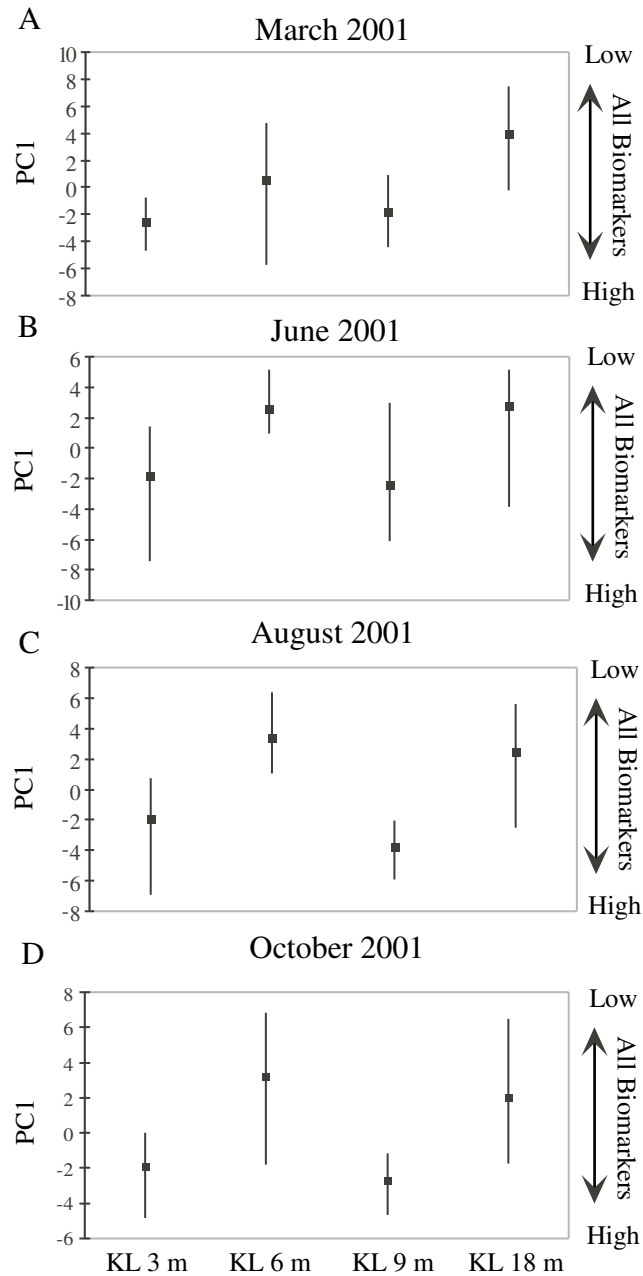 A
March 2001
10
8
6
4
2
0
-2
-4
-6
-8
PC1
Low
All Biomarkers
High
B
June 2001
6
4
2
0
-2
-4
-6
-8
-10
PC1
Low
All Biomarkers
High
C
August 2001
8
6
4
2
0
-2
-4
-6
-8
PC1
Low
All Biomarkers
High
D
October 2001
8
6
4
2
0
-2
-4
-6
PC1
Low
All Biomarkers
High
KL 3 m KL 6 m KL 9 m KL 18 m